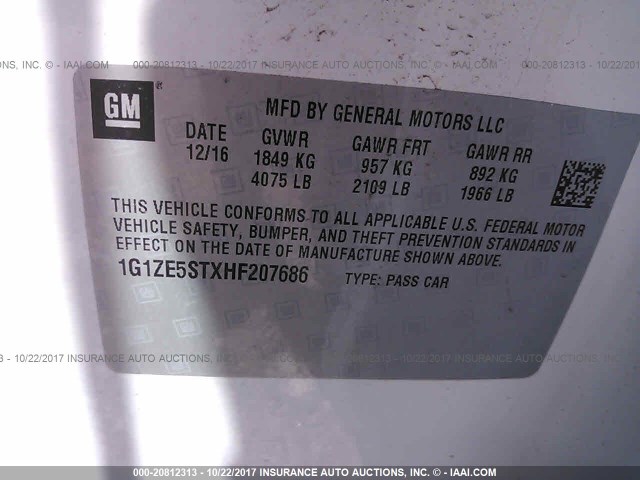 AUCTIONS, INC. © - IAAI.COM 000-20812313 - 10/22/2017 INSURANCE AUTO AUCTIONS, INC. © - IAAI.COM 000-20812313 - 10/22/
GM ®
MFD BY GENERAL MOTORS LLC
DATE GVWR GAWR FRT GAWR RR
12/16 1849 KG 957 KG 892 KG
4075 LB 2109 LB 1966 LB
THIS VEHICLE CONFORMS TO ALL APPLICABLE U.S. FEDERAL MOTOR
VEHICLE SAFETY, BUMPER, AND THEFT PREVENTION STANDARDS IN
EFFECT ON THE DATE OF MANUFACTURE SHOWN ABOVE.
1G1ZE5STXHF207686 TYPE: PASS CAR
000-20812313 - 10/22/2017 INSURANCE AUTO AUCTIONS, INC. © - IAAI.COM